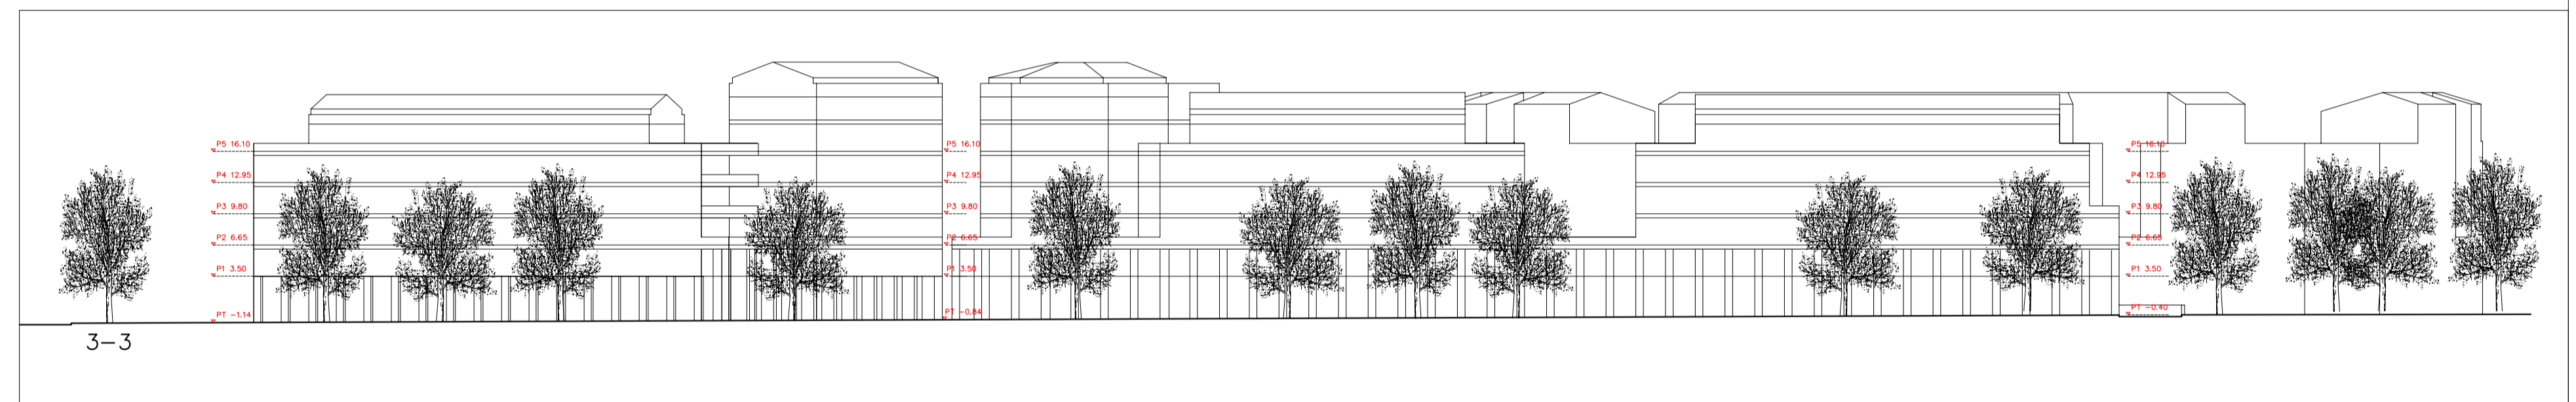 P5 16.10
P4 12.95
P3 9.80
P2 6.65
P1 3.50
PT -1.14
P5 16.10
P4 12.95
P3 9.80
P2 6.65
P1 3.50
PT -0.84
P5 16.10
P4 12.95
P3 9.80
P2 6.65
P1 3.50
PT -0.40
3-3